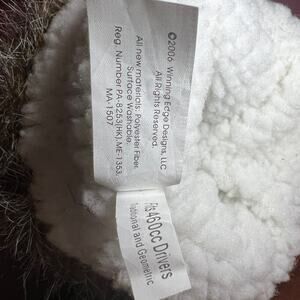 ©2006 Winning Edge Designs, LLC
All Rights Reserved.
All new materials: Polyester Fiber.
Surface Washable.
Reg. Number PA-8253(HK),ME-1353,
MA-1507
Fits 460cc Drivers
Traditional and Geometric